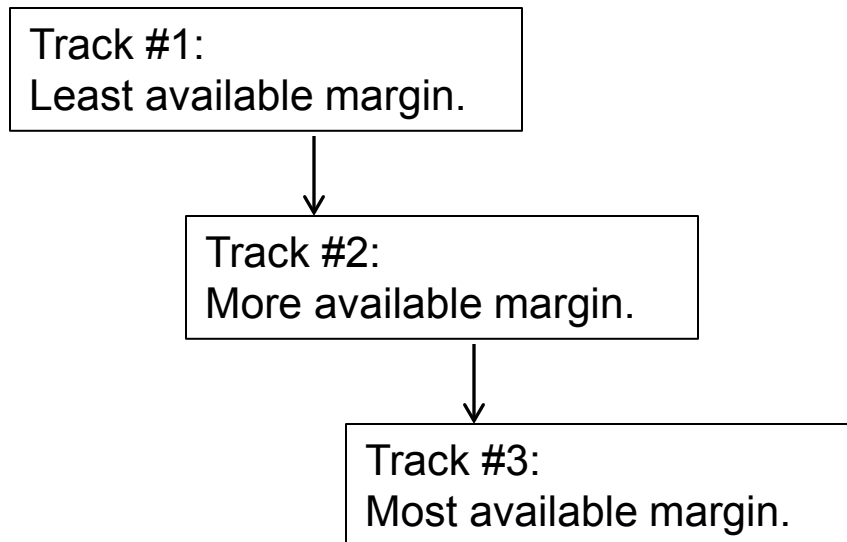 Track #1:
Least available margin.
Track #2:
More available margin.
Track #3:
Most available margin.